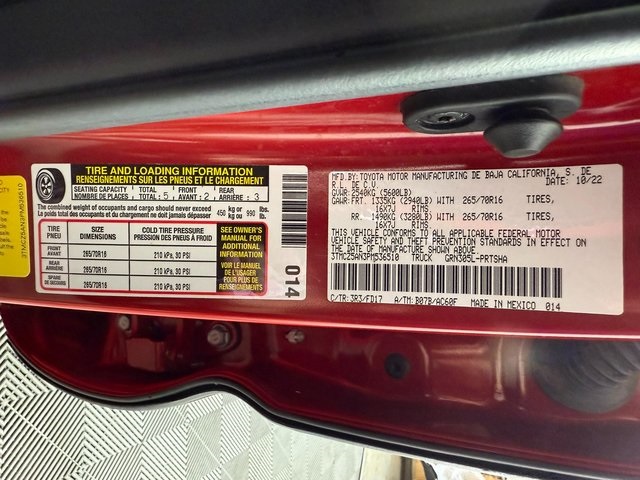 CITY
3TMCZ5AN3PM536510
TIRE AND LOADING INFORMATION
RENSEIGNEMENTS SUR LES PNEUS ET LE CHARGEMENT
SEATING CAPACITY TOTAL FRONT REAR
NOMBRE DE PLACES TOTAL : 5 AVANT : 2 ARRIÈRE : 3
The combined weight of occupants and cargo should never exceed 450 kg or 990 lbs.
Le poids total des occupants et du chargement ne doit jamais dépasser kg ou lb.
TIRE PNEU
SIZE DIMENSIONS
COLD TIRE PRESSURE PRESSION DES PNEUS À FROID
FRONT AVANT 265/70R16 210 kPa, 30 PSI
REAR ARRIÈRE 265/70R16 210 kPa, 30 PSI
SPARE DE SECOURS 265/70R16 210 kPa, 30 PSI
SEE OWNER'S
MANUAL FOR
ADDITIONAL
INFORMATION
VOIR LE MANUEL
DE L'USAGER
POUR PLUS DE
RENSEIGNEMENTS
014
MFD.BY:TOYOTA MOTOR MANUFACTURING DE BAJA CALIFORNIA, S. DE
R.L. DE C.V. DATE: 10/22
GVWR:2540KG (5600LB)
GAWR:FRT. 1335KG (2940LB) WITH 265/70R16 TIRES,
16X7J RIMS
RR. 1490KG (3280LB) WITH 265/70R16 TIRES,
16X7J RIMS
THIS VEHICLE CONFORMS TO ALL APPLICABLE FEDERAL MOTOR
VEHICLE SAFETY AND THEFT PREVENTION STANDARDS IN EFFECT ON
THE DATE OF MANUFACTURE SHOWN ABOVE.
3TMCZ5AN3PM536510 TRUCK GRN305L-PRTSHA
C/TR:3R3/FD17 A/TM:B07B/AC60F MADE IN MEXICO 014